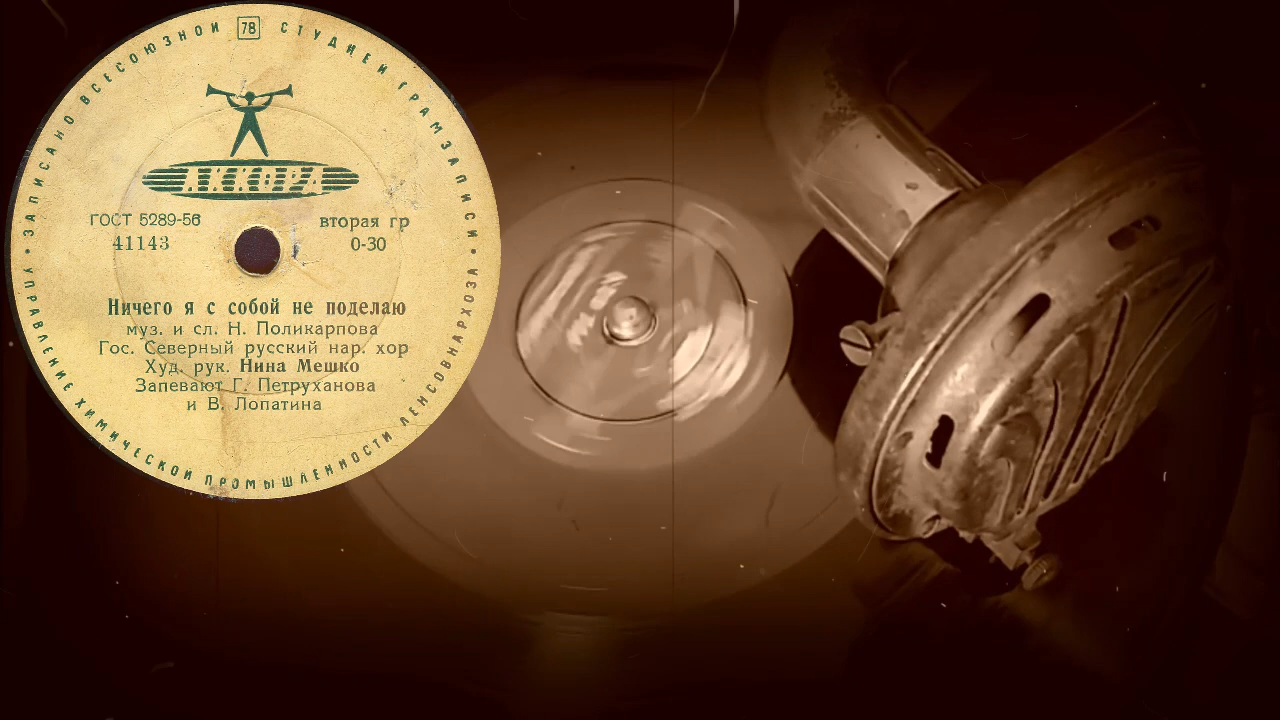 • ЗАПИСАНО ВСЕСОЮЗНОЙ 78 СТУДИЕЙ ГРАМЗАПИСИ •
АККОРД
ГОСТ 5289-56
вторая гр
41143
0-30
Ничего я с собой не поделаю
муз. и сл. Н. Поликарпова
Гос. Северный русский нар. хор
Худ. рук. Нина Мешко
Запевают Г. Петруханова
и В. Лопатина
УПРАВЛЕНИЕ ХИМИЧЕСКОЙ ПРОМЫШЛЕННОСТИ ЛЕНСОВНАРХОЗА